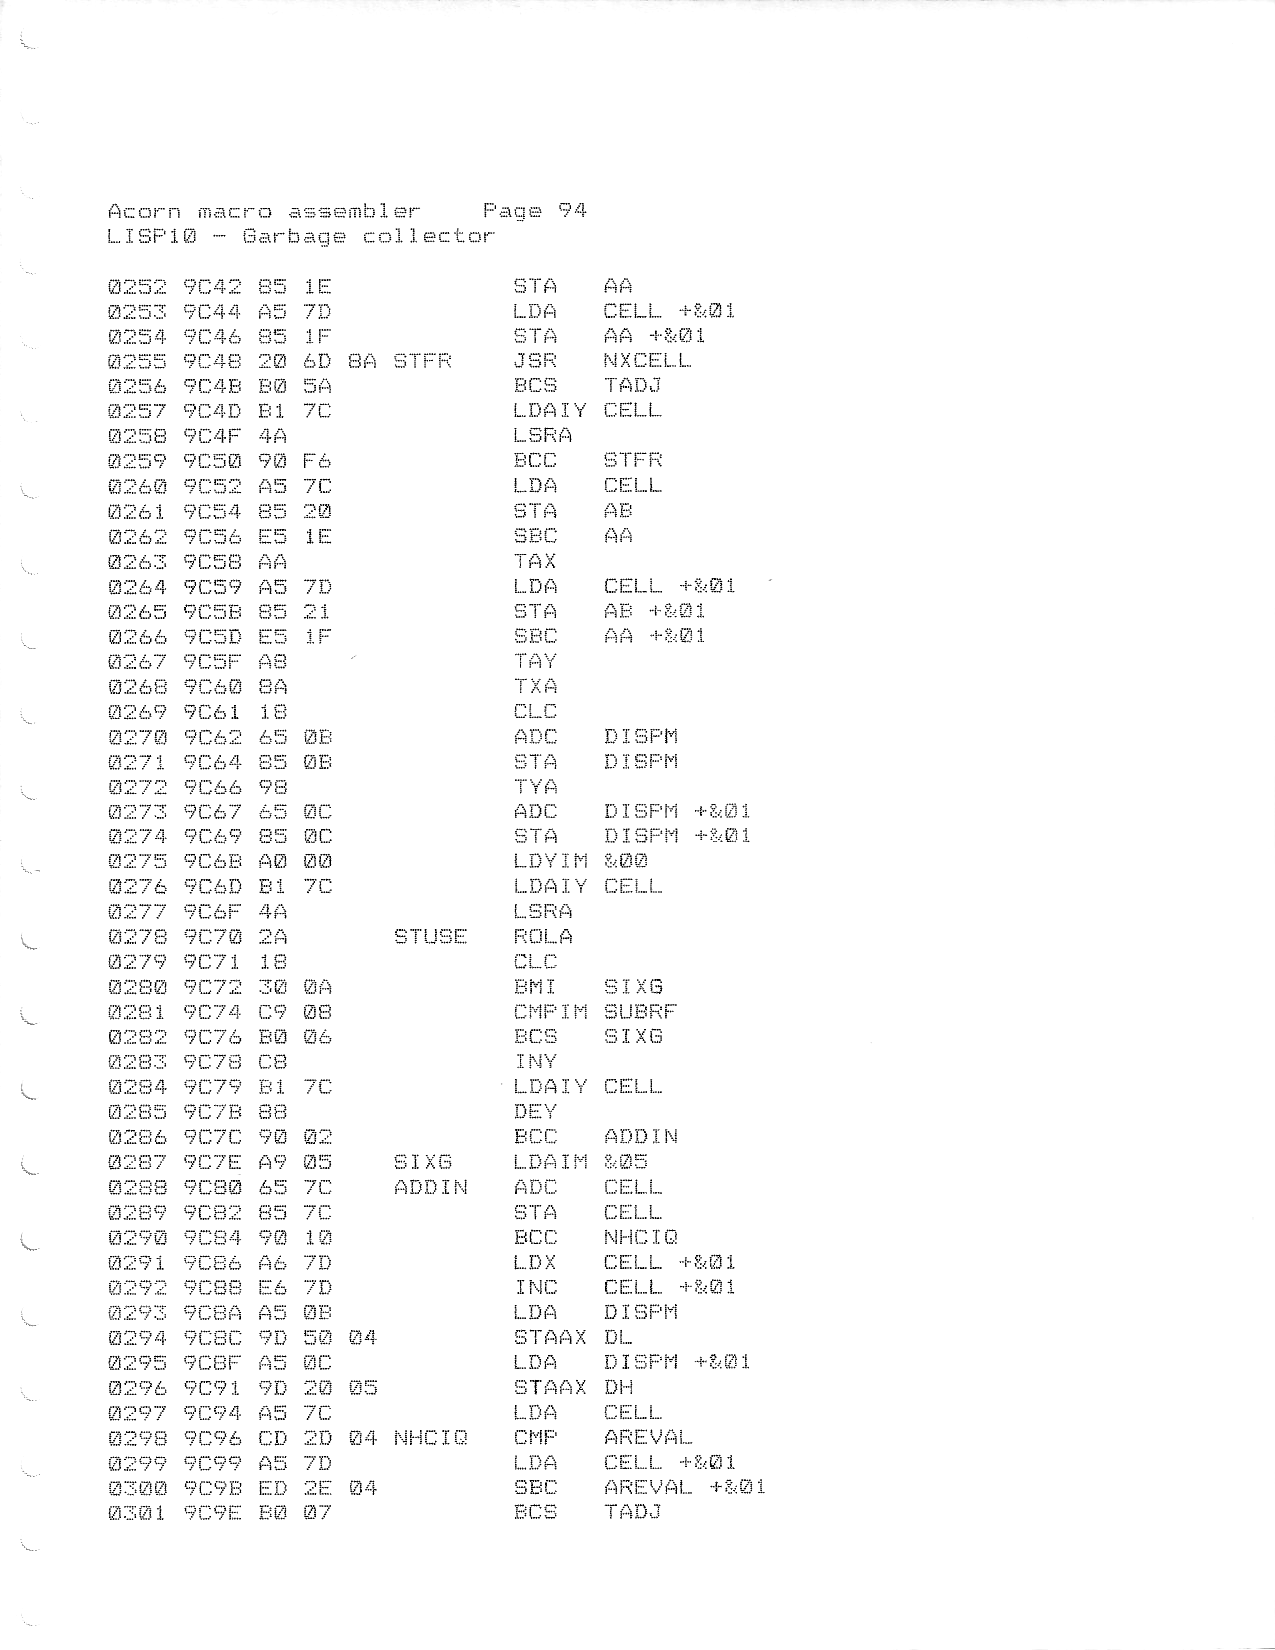 Acorn macro assembler    Page 94
LISP10 - Garbage collector
0252 9C42 85 1E            STA   AA
0253 9C44 A5 7D            LDA   CELL +&01
0254 9C46 85 1F            STA   AA +&01
0255 9C48 20 6D 8A STFR    JSR   NXCELL
0256 9C4B B0 5A            BCS   TADJ
0257 9C4D B1 7C            LDAIY CELL
0258 9C4F 4A               LSRA
0259 9C50 90 F6            BCC   STFR
0260 9C52 A5 7C            LDA   CELL
0261 9C54 85 20            STA   AB
0262 9C56 E5 1E            SBC   AA
0263 9C58 AA               TAX
0264 9C59 A5 7D            LDA   CELL +&01
0265 9C5B 85 21            STA   AB +&01
0266 9C5D E5 1F            SBC   AA +&01
0267 9C5F A8               TAY
0268 9C60 8A               TXA
0269 9C61 18               CLC
0270 9C62 65 0B            ADC   DISPM
0271 9C64 85 0B            STA   DISPM
0272 9C66 98               TYA
0273 9C67 65 0C            ADC   DISPM +&01
0274 9C69 85 0C            STA   DISPM +&01
0275 9C6B A0 00            LDYIM &00
0276 9C6D B1 7C            LDAIY CELL
0277 9C6F 4A               LSRA
0278 9C70 2A       STUSE   ROLA
0279 9C71 18               CLC
0280 9C72 30 0A            BMI   SIXG
0281 9C74 C9 08            CMPIM SUBRF
0282 9C76 B0 06            BCS   SIXG
0283 9C78 C8               INY
0284 9C79 B1 7C            LDAIY CELL
0285 9C7B 88               DEY
0286 9C7C 90 02            BCC   ADDIN
0287 9C7E A9 05    SIXG    LDAIM &05
0288 9C80 65 7C    ADDIN   ADC   CELL
0289 9C82 85 7C            STA   CELL
0290 9C84 90 10            BCC   NHCIQ
0291 9C86 A6 7D            LDX   CELL +&01
0292 9C88 E6 7D            INC   CELL +&01
0293 9C8A A5 0B            LDA   DISPM
0294 9C8C 9D 50 04         STAAX DL
0295 9C8F A5 0C            LDA   DISPM +&01
0296 9C91 9D 20 05         STAAX DH
0297 9C94 A5 7C            LDA   CELL
0298 9C96 CD 2D 04 NHCIQ   CMP   AREVAL
0299 9C99 A5 7D            LDA   CELL +&01
0300 9C9B ED 2E 04         SBC   AREVAL +&01
0301 9C9E B0 07            BCS   TADJ